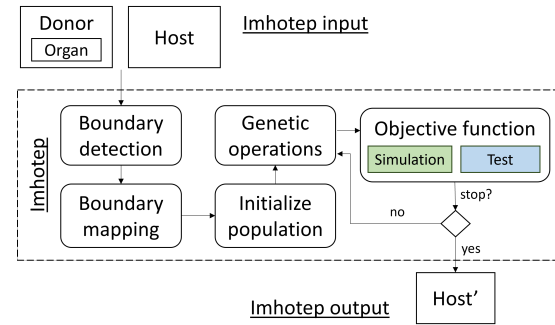 Donor
Organ
Host
Imhotep input
Imhotep
Boundary
detection
Genetic
operations
Objective function
Simulation
Test
Boundary
mapping
Initialize
population
stop?
no
yes
Imhotep output
Host'